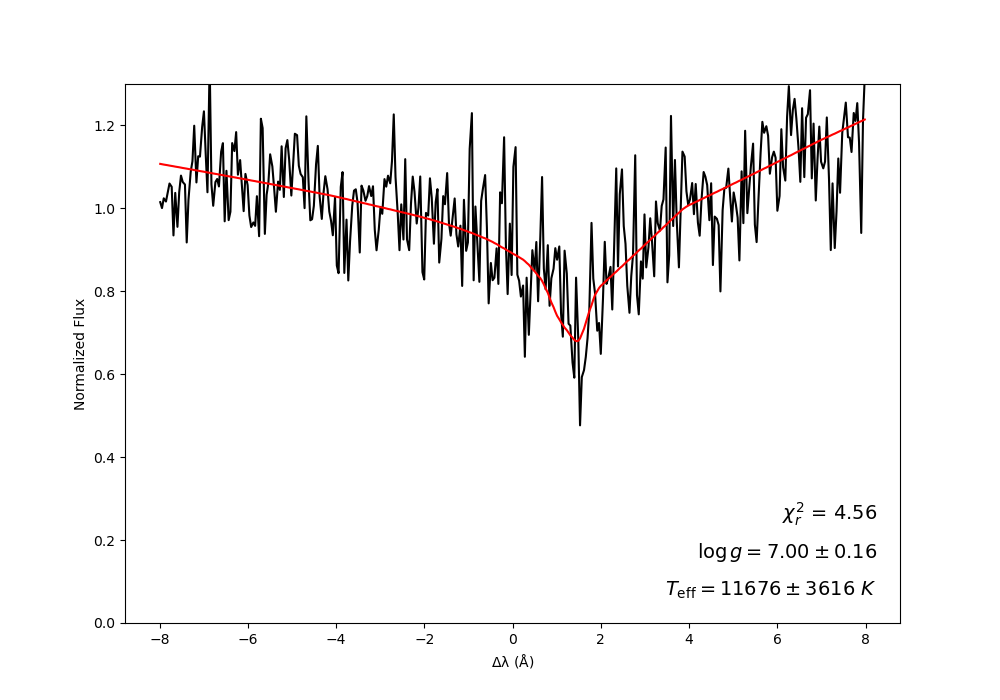 1.2
1.0
0.8
0.6
0.4
0.2
0.0
Normalized Flux
χ²ᵣ = 4.56
log g = 7.00 ± 0.16
T_eff = 11676 ± 3616 K
−8 −6 −4 −2 0 2 4 6 8
Δλ (Å)